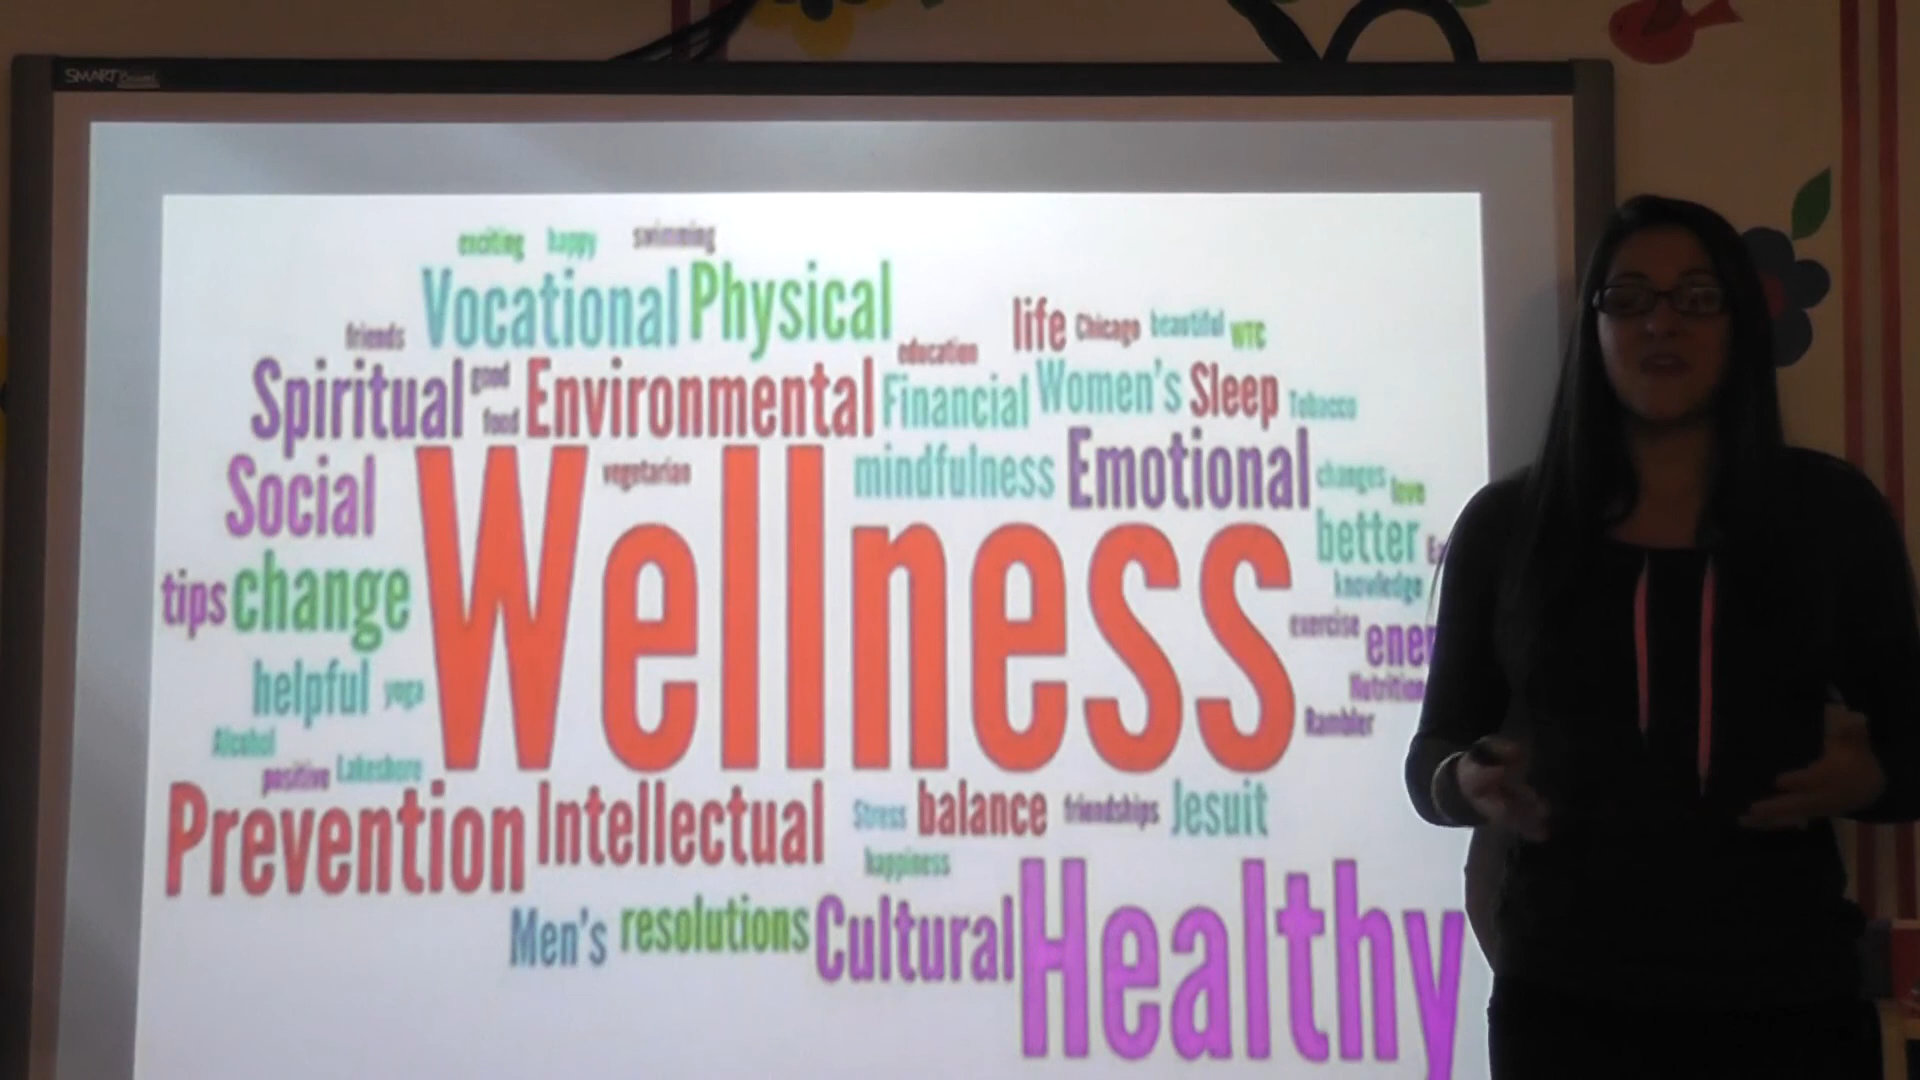 SMART Board
exciting happy swimming
Vocational Physical
friends education life Chicago beautiful WTC
Spiritual good food Environmental Financial Women's Sleep Tobacco
Social vegetarian mindfulness Emotional changes love
Wellness
better
tips change knowledge
exercise ener
helpful yoga Nutrition
Rambler
Alcohol
positive Lakeshore
Prevention Intellectual Stress balance friendships Jesuit
happiness
Men's resolutions Cultural Healthy